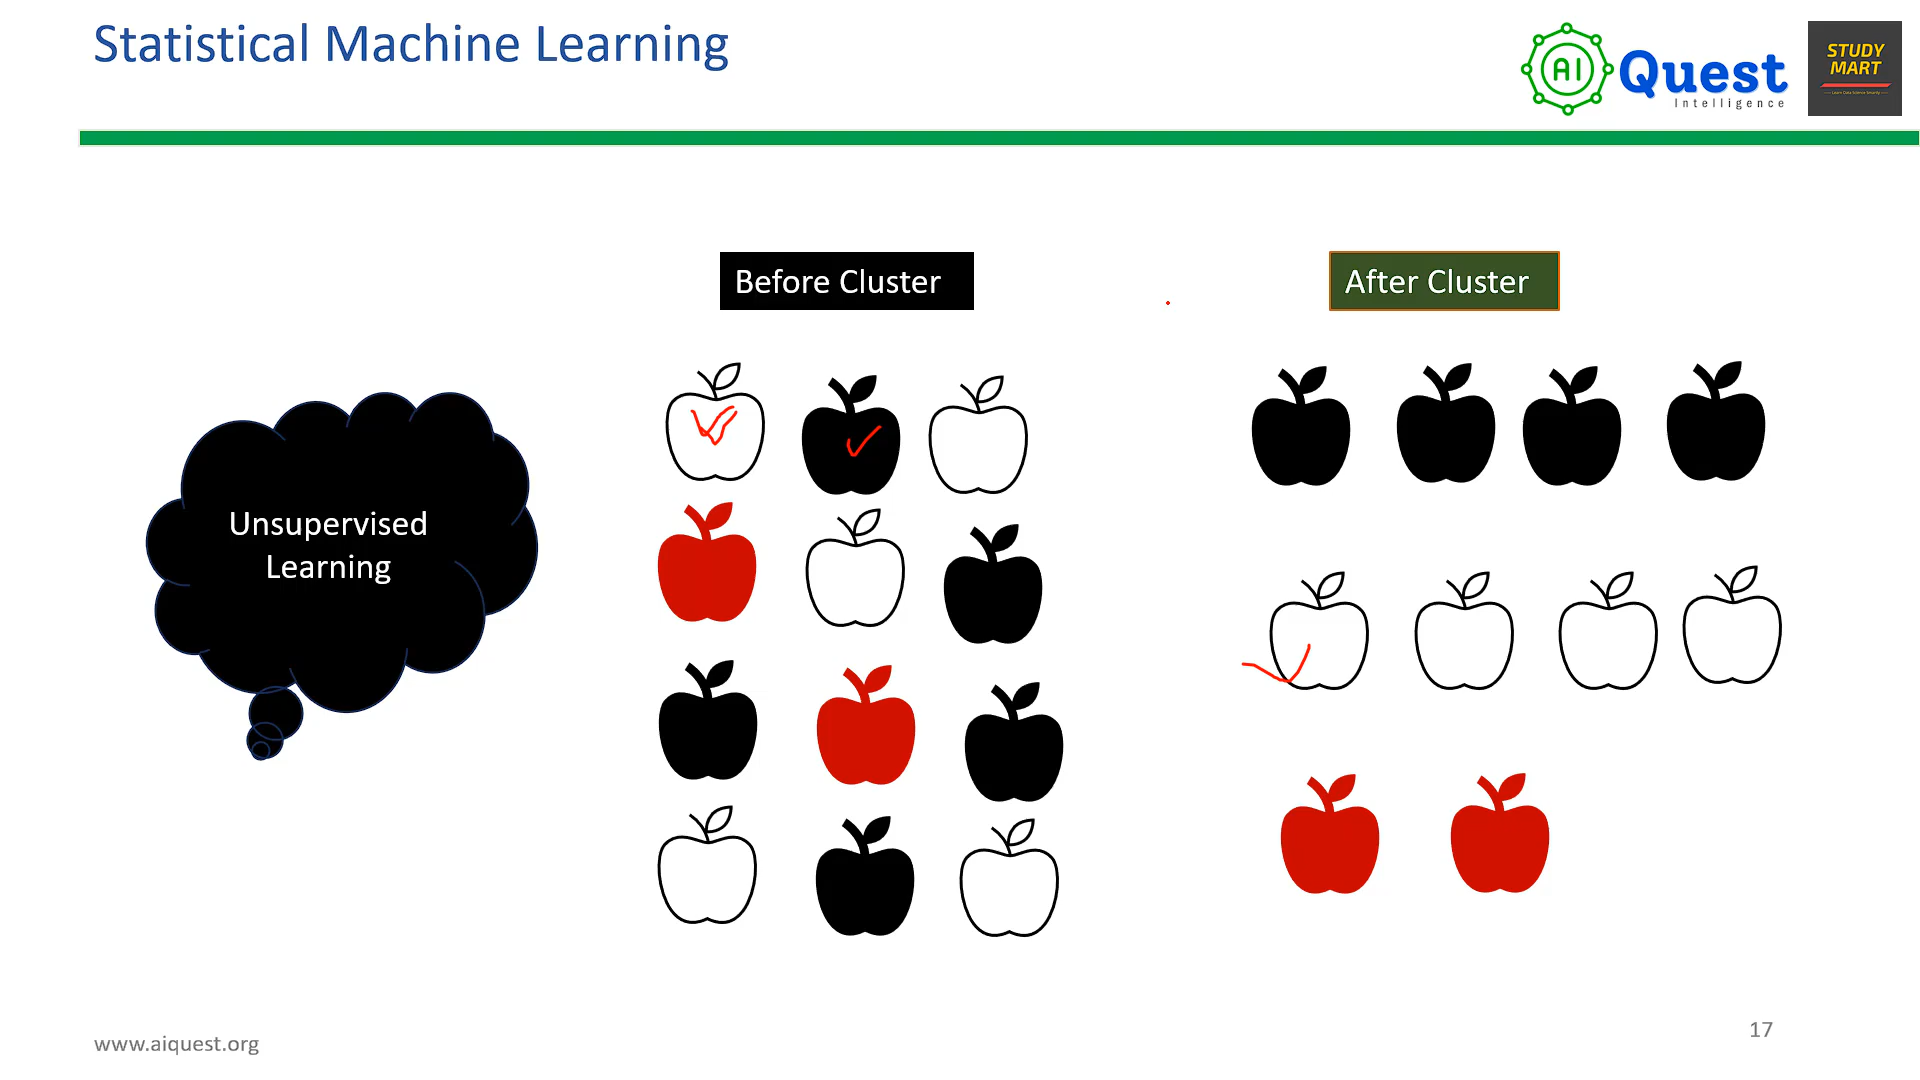 Statistical Machine Learning
AI Quest
Intelligence
STUDY
MART
Before Cluster
After Cluster
Unsupervised
Learning
www.aiquest.org
17